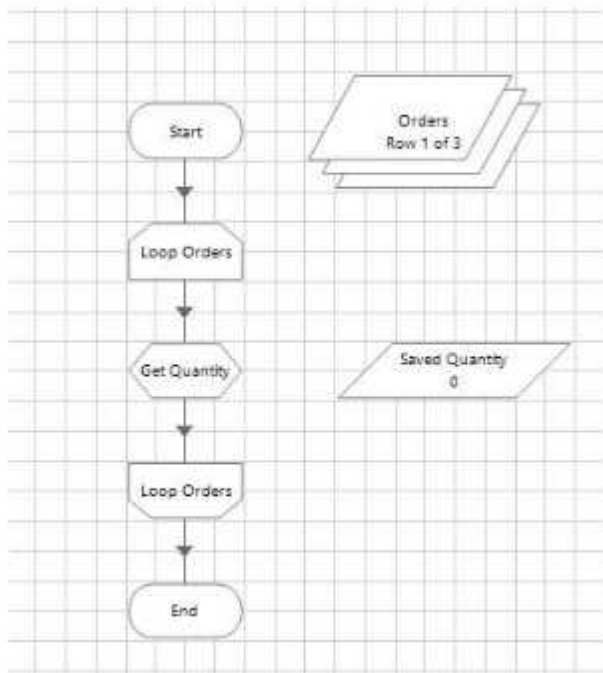 Start
Orders
Row 1 of 3
Loop Orders
Get Quantity
Saved Quantity
0
Loop Orders
End